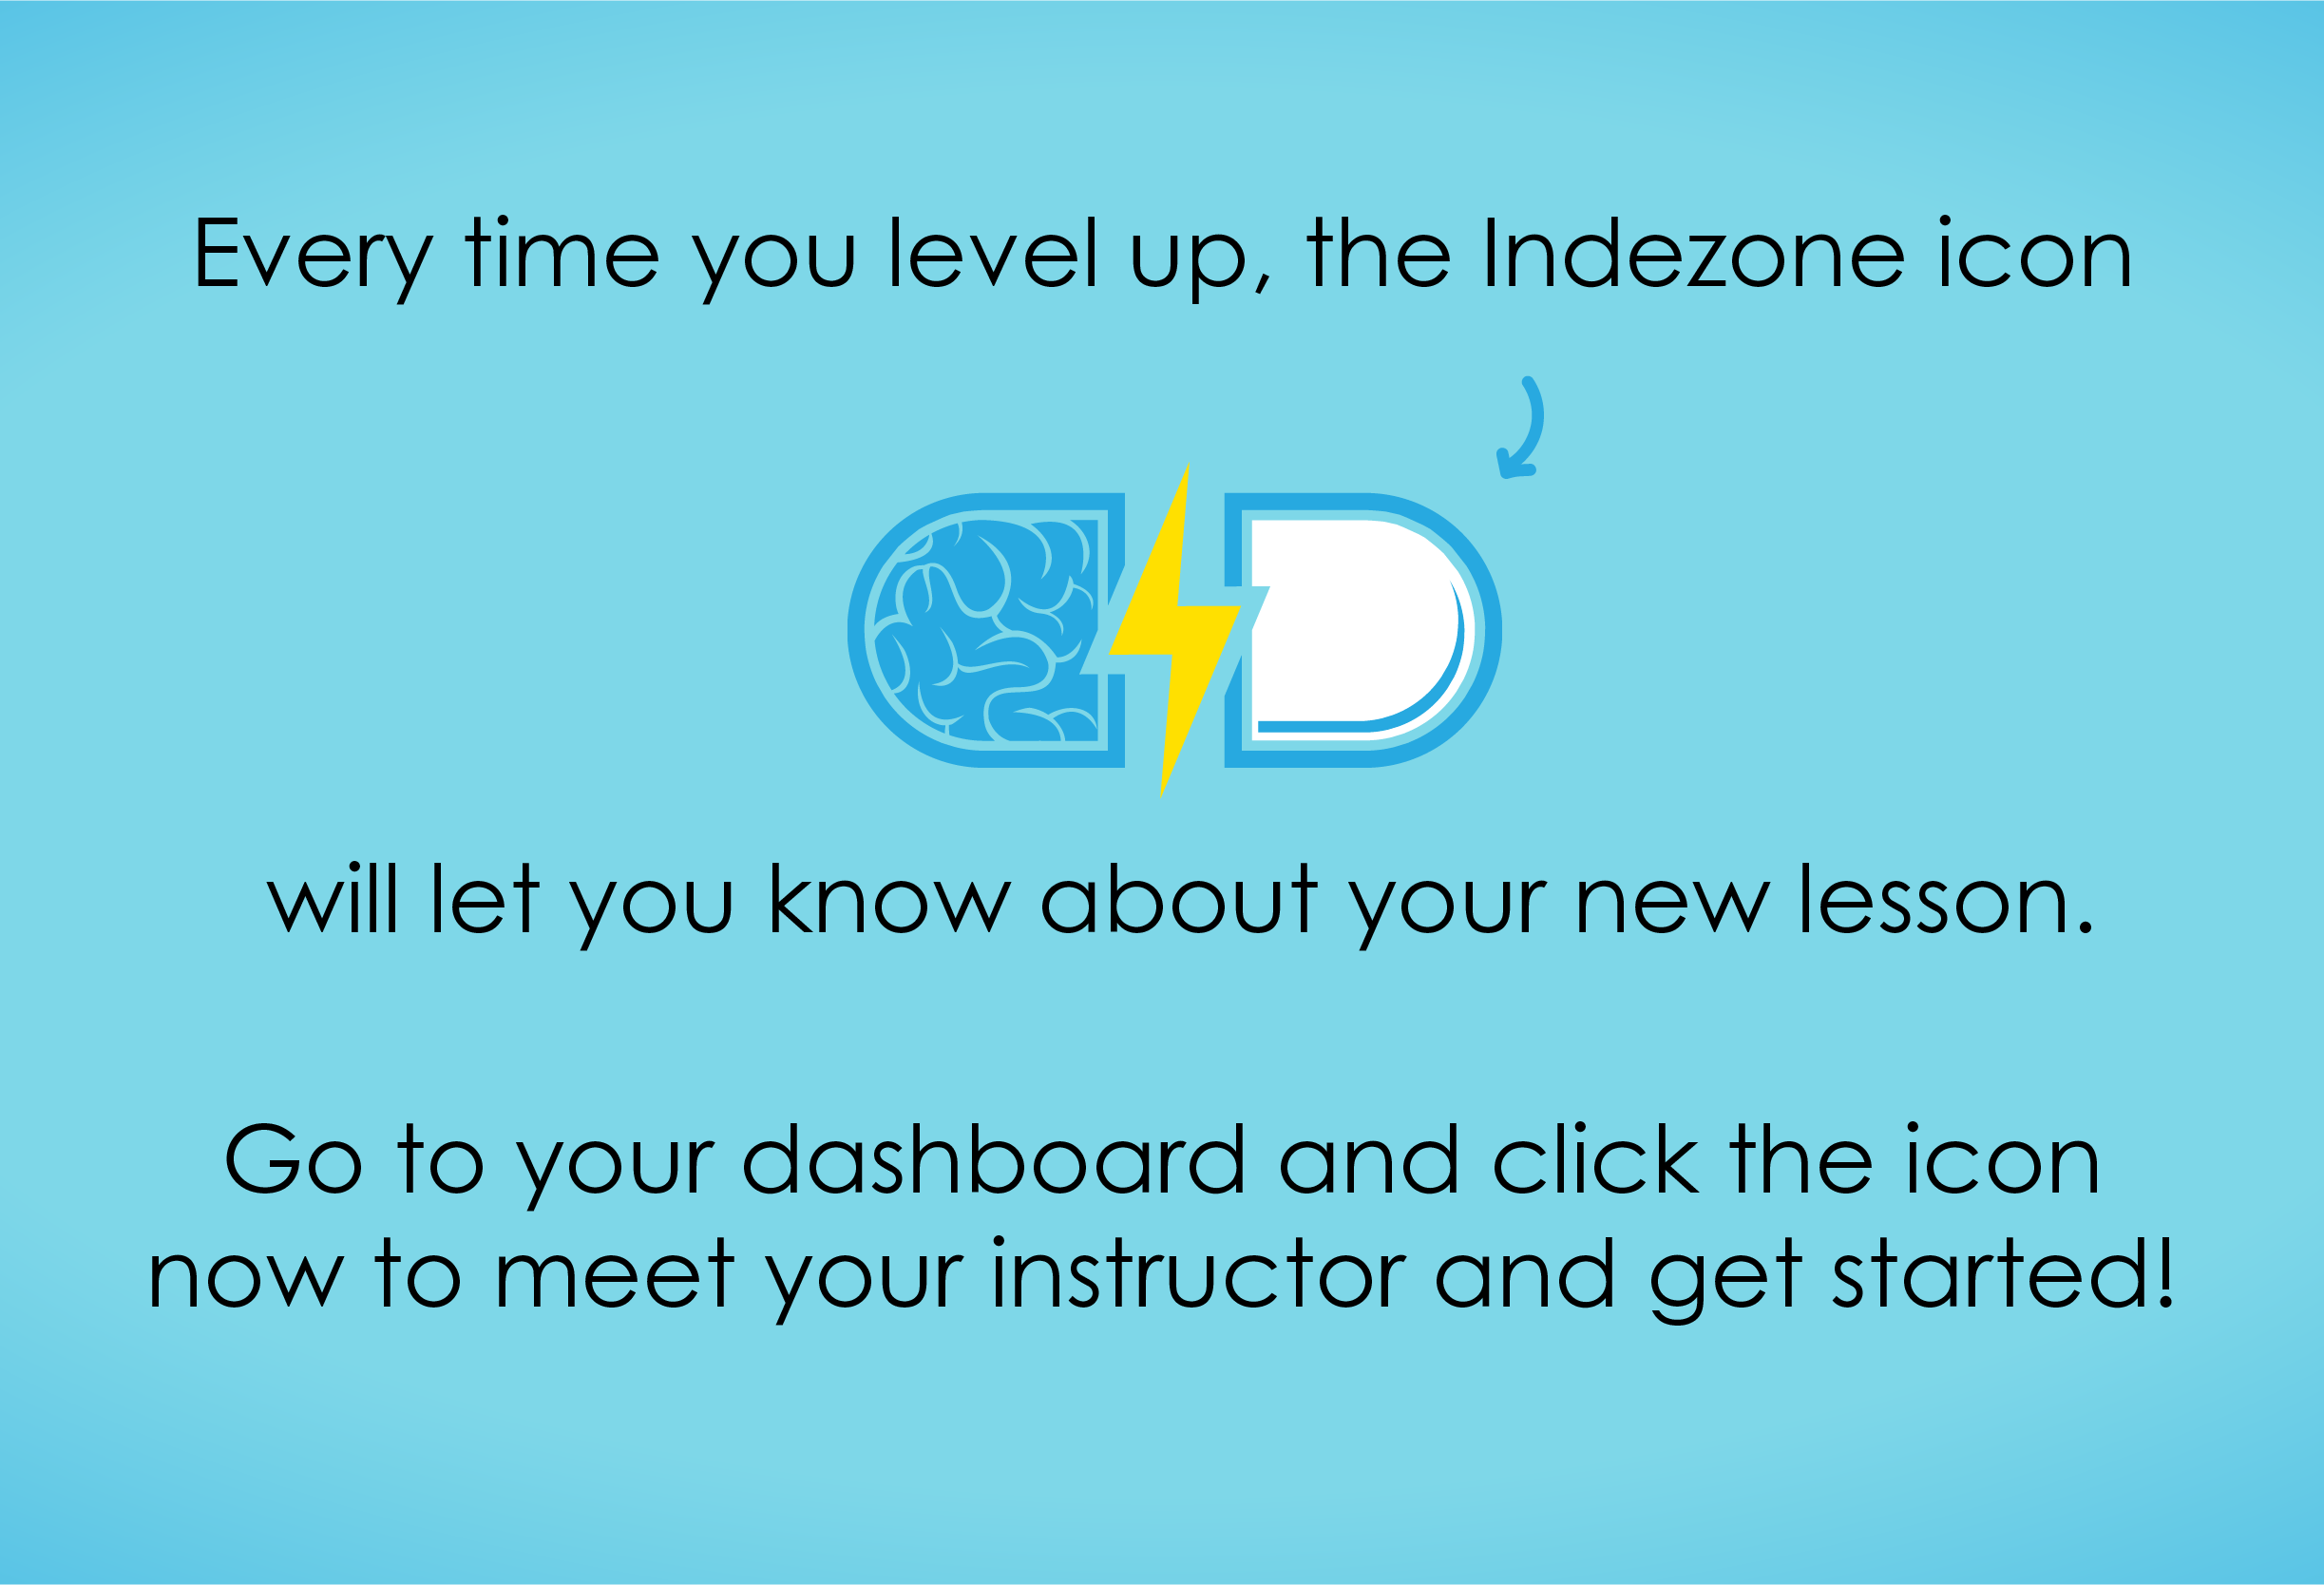 Every time you level up, the Indezone icon
will let you know about your new lesson.
Go to your dashboard and click the icon
now to meet your instructor and get started!